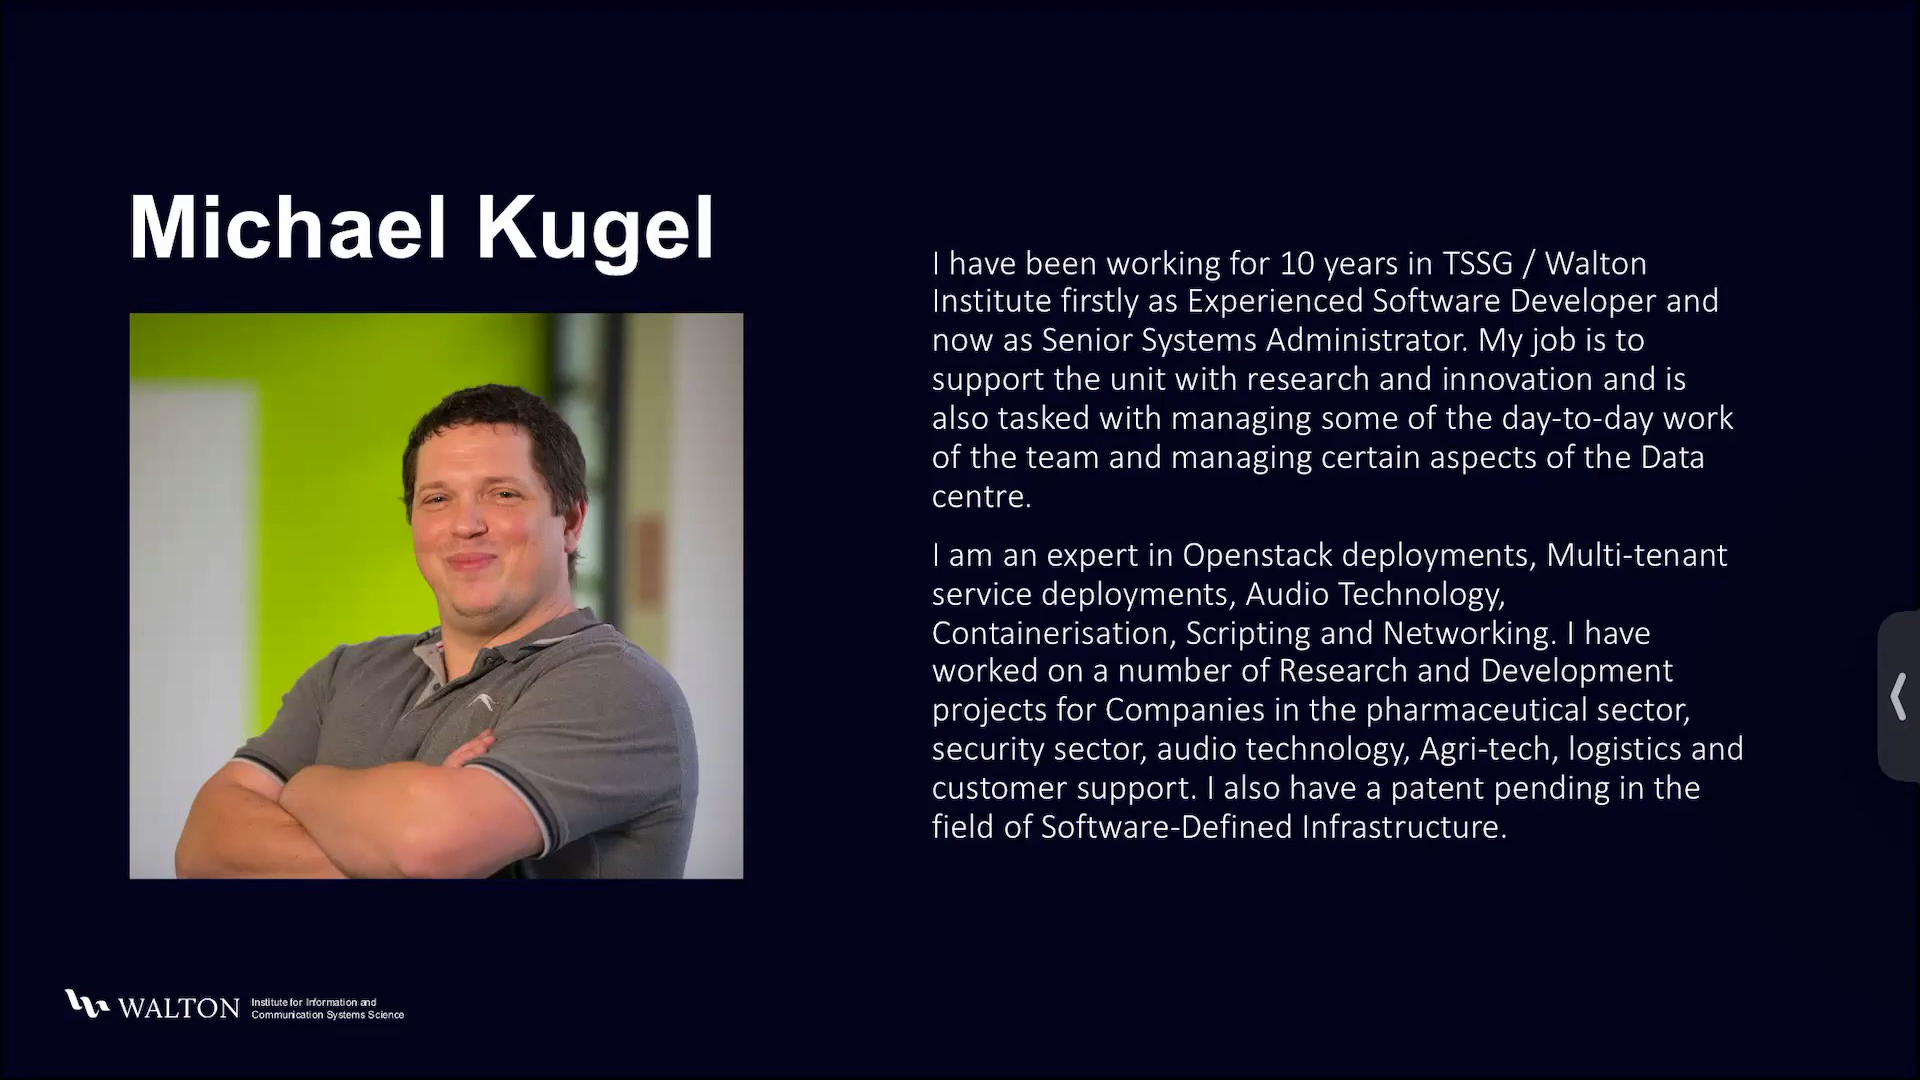 Michael Kugel
I have been working for 10 years in TSSG / Walton
Institute firstly as Experienced Software Developer and
now as Senior Systems Administrator. My job is to
support the unit with research and innovation and is
also tasked with managing some of the day-to-day work
of the team and managing certain aspects of the Data
centre.
I am an expert in Openstack deployments, Multi-tenant
service deployments, Audio Technology,
Containerisation, Scripting and Networking. I have
worked on a number of Research and Development
projects for Companies in the pharmaceutical sector,
security sector, audio technology, Agri-tech, logistics and
customer support. I also have a patent pending in the
field of Software-Defined Infrastructure.
WALTON
Institute for Information and
Communication Systems Science